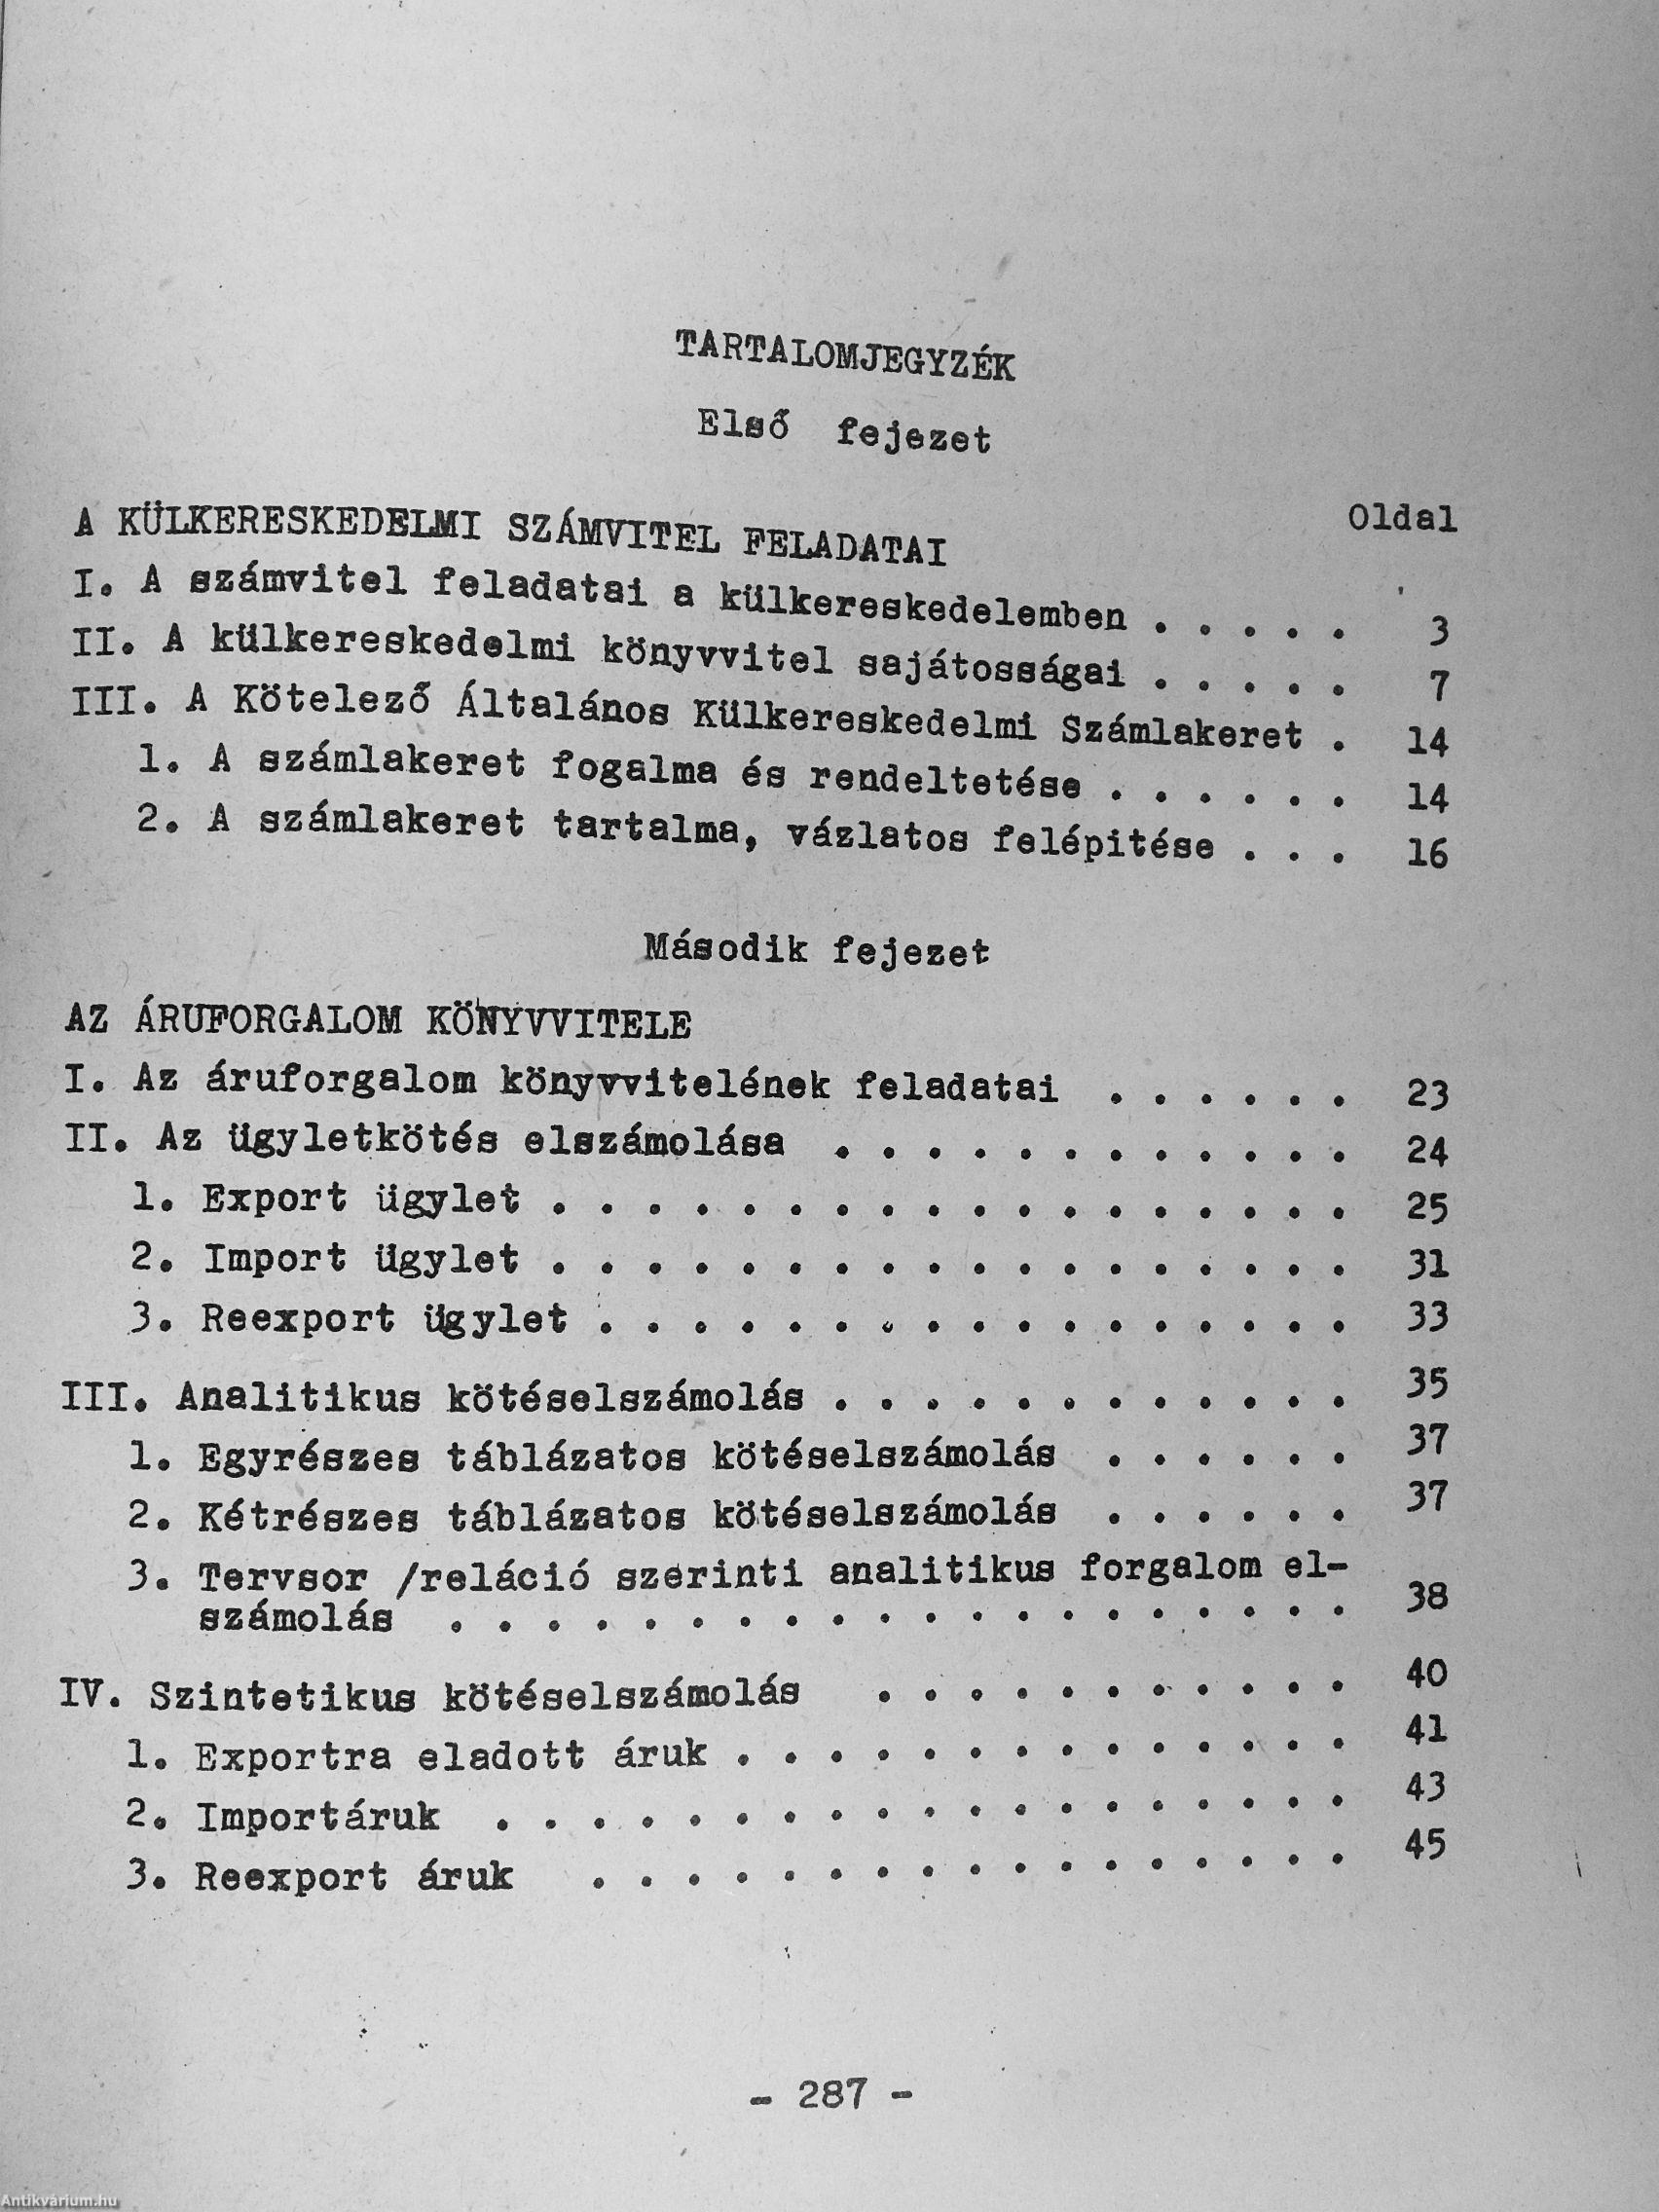 TARTALOMJEGYZÉK
Első fejezet
Oldal
A KÜLKERESKEDELMI SZÁMVITEL FELADATAI
I. A számvitel feladatai a külkereskedelemben . . . . . 3
II. A külkereskedelmi könyvvitel sajátosságai . . . . . 7
III. A Kötelező Általános Külkereskedelmi Számlakeret . 14
1. A számlakeret fogalma és rendeltetése . . . . . . 14
2. A számlakeret tartalma, vázlatos felépitése . . . 16
Második fejezet
AZ ÁRUFORGALOM KÖNYVVITELE
I. Az áruforgalom könyvvitelének feladatai . . . . . . 23
II. Az ügyletkötés elszámolása . . . . . . . . . . . . 24
1. Export ügylet . . . . . . . . . . . . . . . . . . 25
2. Import ügylet . . . . . . . . . . . . . . . . . . 31
3. Reexport ügylet . . . . . . . . . . . . . . . . . 33
III. Analitikus kötéselszámolás . . . . . . . . . . . . 35
1. Egyrészes táblázatos kötéselszámolás . . . . . . 37
2. Kétrészes táblázatos kötéselszámolás . . . . . . 37
3. Tervsor /reláció szerinti analitikus forgalom el-
számolás . . . . . . . . . . . . . . . . . . . . 38
IV. Szintetikus kötéselszámolás . . . . . . . . . . . 40
1. Exportra eladott áruk . . . . . . . . . . . . . . 41
2. Importáruk . . . . . . . . . . . . . . . . . . . 43
3. Reexport áruk . . . . . . . . . . . . . . . . . 45
- 287 -
Antikvárium.hu